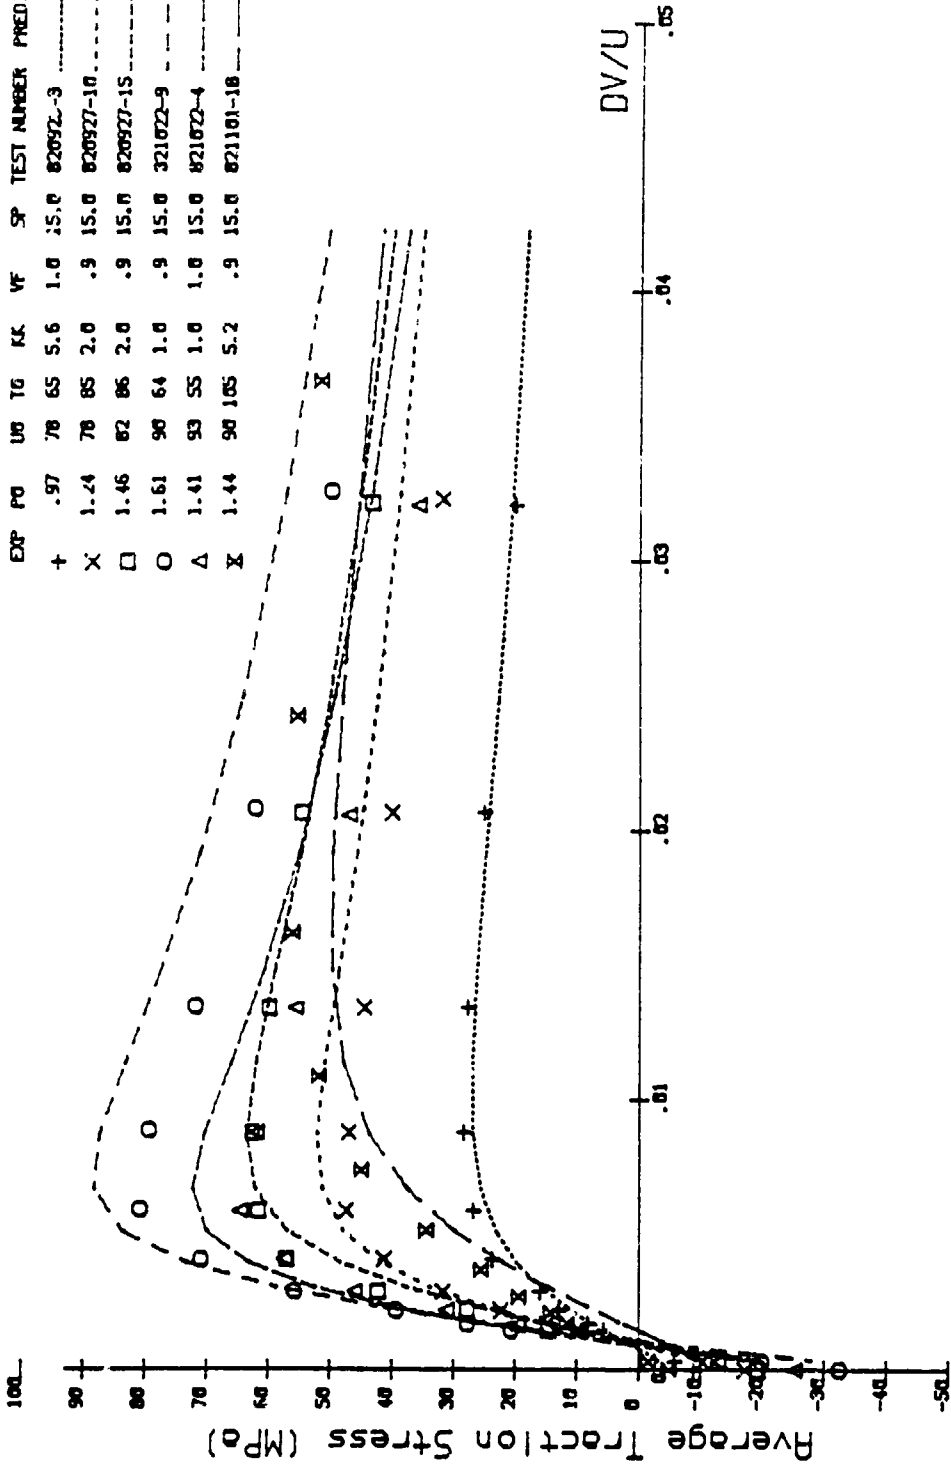 EXP PO UO TG KK VF SP TEST NUMBER PRED
+ .97 78 65 5.6 1.0 15.0 -3
X 1.24 78 85 2.0 .9 15.0 820927-10
□ 1.46 82 86 2.0 .9 15.0 820927-15
O 1.61 90 64 1.0 .9 15.0 321022-9
△ 1.41 93 55 1.0 1.0 15.0 821022-4
1.44 90 105 5.2 .9 15.0 821101-18
Average Traction Stress (MPa)
100
90
80
70
60
50
40
30
20
10
0
-10
-20
-30
-40
-50
.01
.02
.03
.04
.05
DV/U